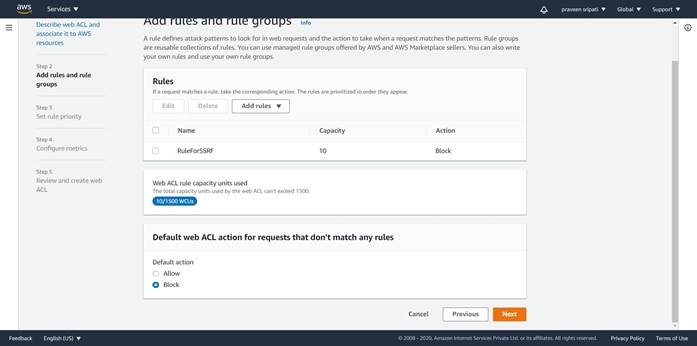 aws
Services
praween sripati
Global
Support
Describe web ACL and
associate it to AWS
resources
Step 2
Add rules and rule
groups
Step 3
Set rule priority
Step 4
Configure metrics
Step 5
Review and create web
ACL
Add rules and rule groups Info
A rule defines attack patterns to look for in web requests and the action to take when a request matches the patterns. Rule groups
are reusable collections of rules. You can use managed rule groups offered by AWS and AWS Marketplace sellers. You can also write
your own rules and use your own rule groups.
Rules
If a request matches a rule, take the corresponding action. The rules are prioritized in order they appear.
Edit Delete Add rules
Name Capacity Action
RuleForSSRF 10 Block
Web ACL rule capacity units used
The total capacity units used by the web ACL can't exceed 1500.
10/1500 WCUs
Default web ACL action for requests that don't match any rules
Default action
Allow
Block
Cancel Previous Next
Feedback English (US) © 2008 - 2020, Amazon Internet Services Private Ltd. or its affiliates. All rights reserved. Privacy Policy Terms of Use